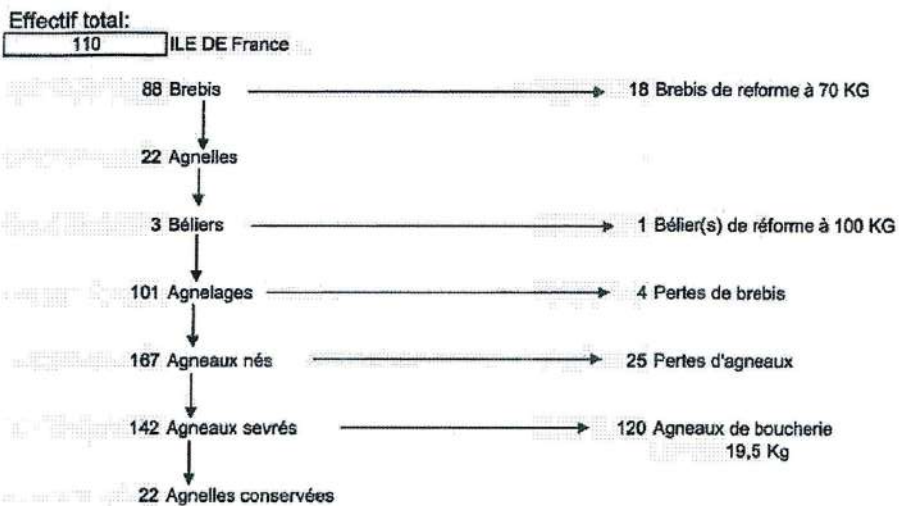 Effectif total:
110 ILE DE France
88 Brebis 18 Brebis de reforme à 70 KG
22 Agnelles
3 Béliers 1 Bélier(s) de réforme à 100 KG
101 Agnelages 4 Pertes de brebis
167 Agneaux nés 25 Pertes d'agneaux
142 Agneaux sevrés 120 Agneaux de boucherie
19,5 Kg
22 Agnelles conservées